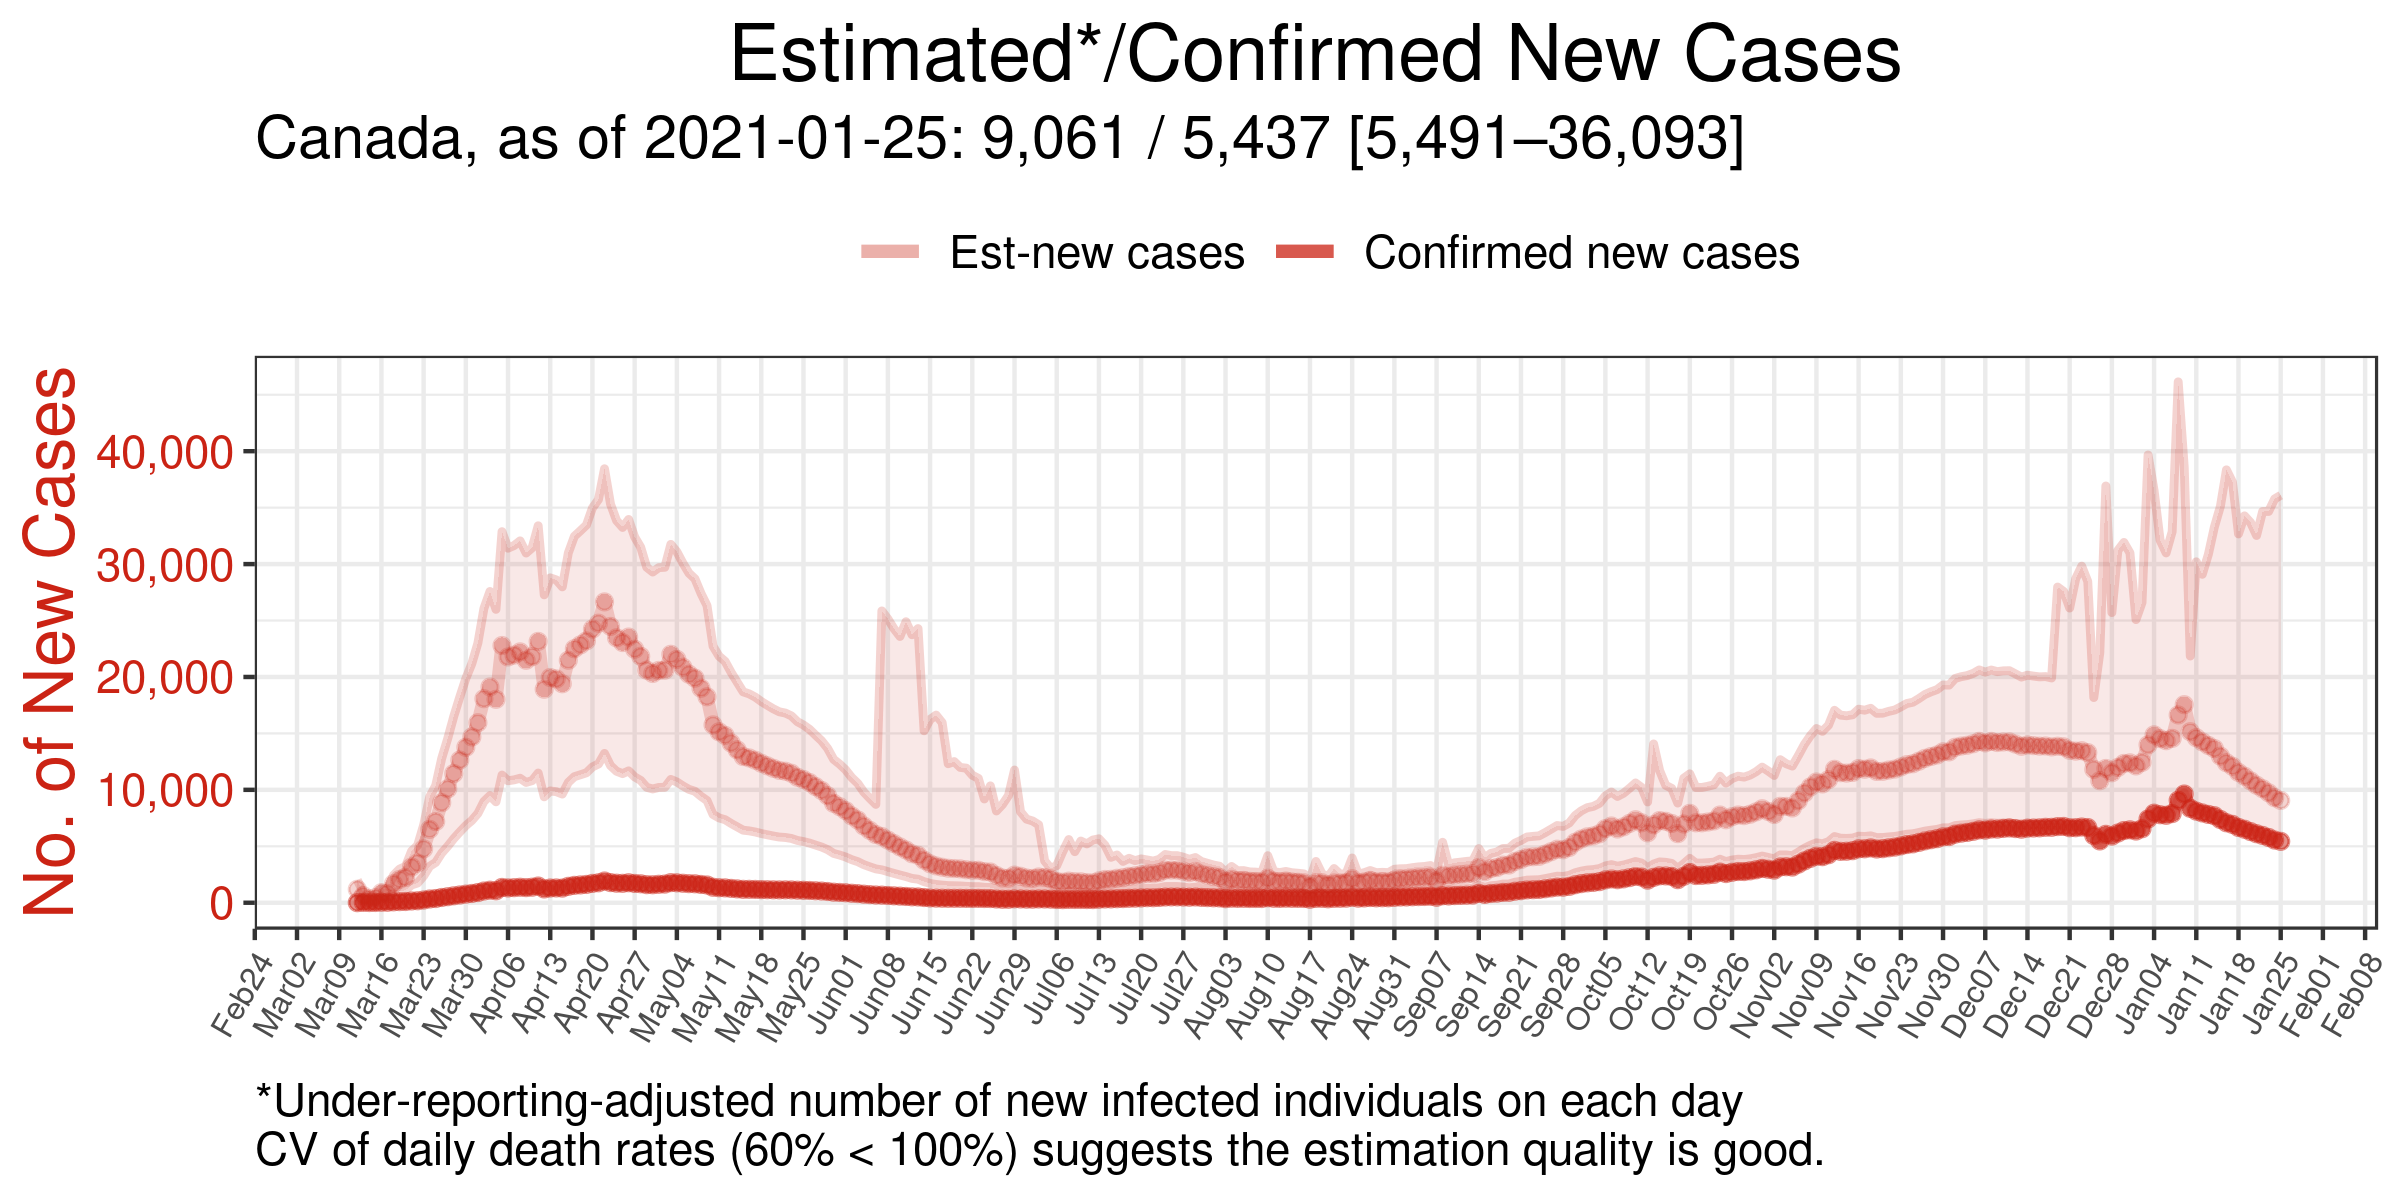 Estimated*/Confirmed New Cases
Canada, as of 2021-01-25: 9,061 / 5,437 [5,491–36,093]
Est-new cases
Confirmed new cases
No. of New Cases
40,000
30,000
20,000
10,000
0
Feb24
Mar02
Mar09
Mar16
Mar23
Mar30
Apr06
Apr13
Apr20
Apr27
May04
May11
May18
May25
Jun01
Jun08
Jun15
Jun22
Jun29
Jul06
Jul13
Jul20
Jul27
Aug03
Aug10
Aug17
Aug24
Aug31
Sep07
Sep14
Sep21
Sep28
Oct05
Oct12
Oct19
Oct26
Nov02
Nov09
Nov16
Nov23
Nov30
Dec07
Dec14
Dec21
Dec28
Jan04
Jan11
Jan18
Jan25
Feb01
Feb08
*Under-reporting-adjusted number of new infected individuals on each day
CV of daily death rates (60% < 100%) suggests the estimation quality is good.